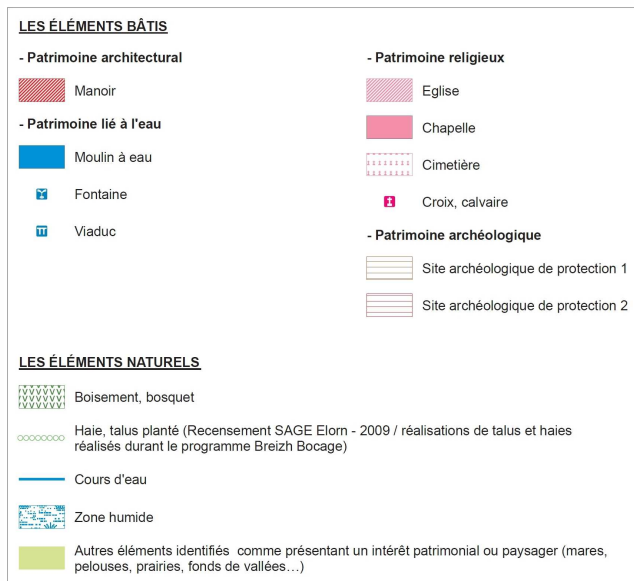 LES ÉLÉMENTS BÂTIS
- Patrimoine architectural
Manoir
- Patrimoine lié à l'eau
Moulin à eau
Fontaine
Viaduc
- Patrimoine religieux
Eglise
Chapelle
Cimetière
Croix, calvaire
- Patrimoine archéologique
Site archéologique de protection 1
Site archéologique de protection 2
LES ÉLÉMENTS NATURELS
Boisement, bosquet
Haie, talus planté (Recensement SAGE Elorn - 2009 / réalisations de talus et haies
réalisés durant le programme Breizh Bocage)
Cours d'eau
Zone humide
Autres éléments identifiés comme présentant un intérêt patrimonial ou paysager (mares,
pelouses, prairies, fonds de vallées...)